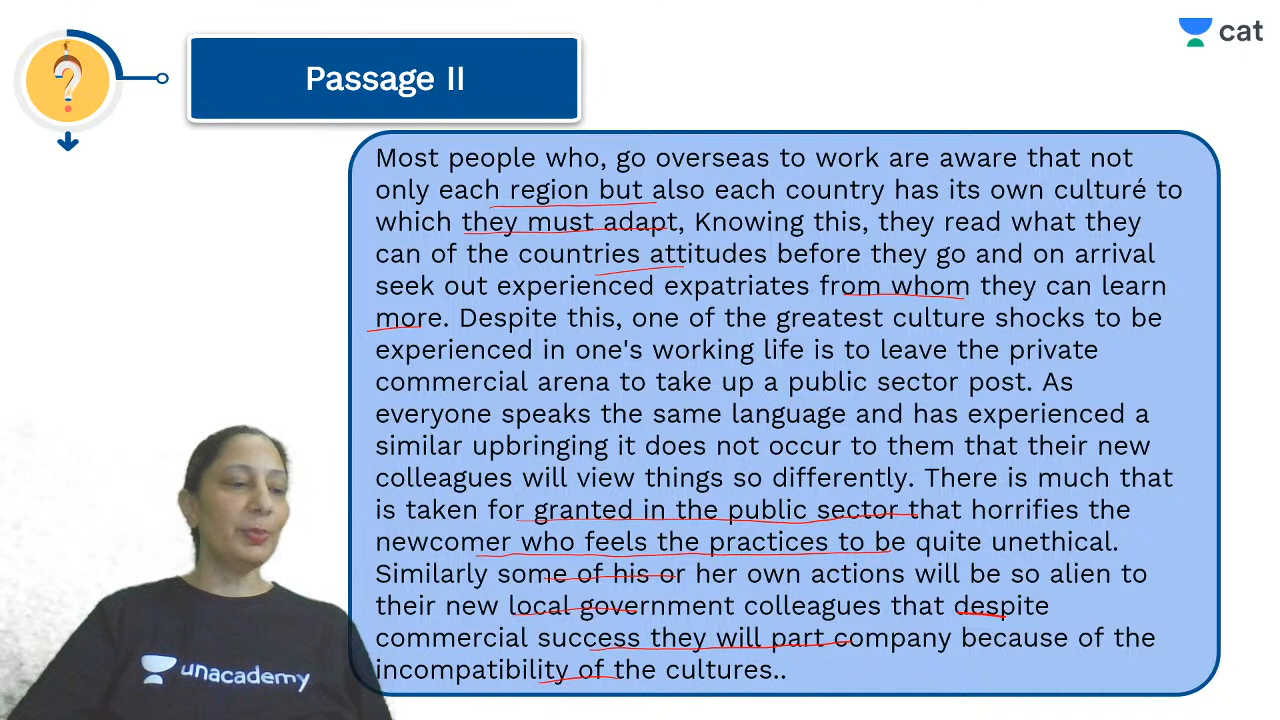 cat
Passage II
Most people who, go overseas to work are aware that not
only each region but also each country has its own culturé to
which they must adapt, Knowing this, they read what they
can of the countries attitudes before they go and on arrival
seek out experienced expatriates from whom they can learn
more. Despite this, one of the greatest culture shocks to be
experienced in one's working life is to leave the private
commercial arena to take up a public sector post. As
everyone speaks the same language and has experienced a
similar upbringing it does not occur to them that their new
colleagues will view things so differently. There is much that
is taken for granted in the public sector that horrifies the
newcomer who feels the practices to be quite unethical.
Similarly some of his or her own actions will be so alien to
their new local government colleagues that despite
commercial success they will part company because of the
incompatibility of the cultures..
unacademy